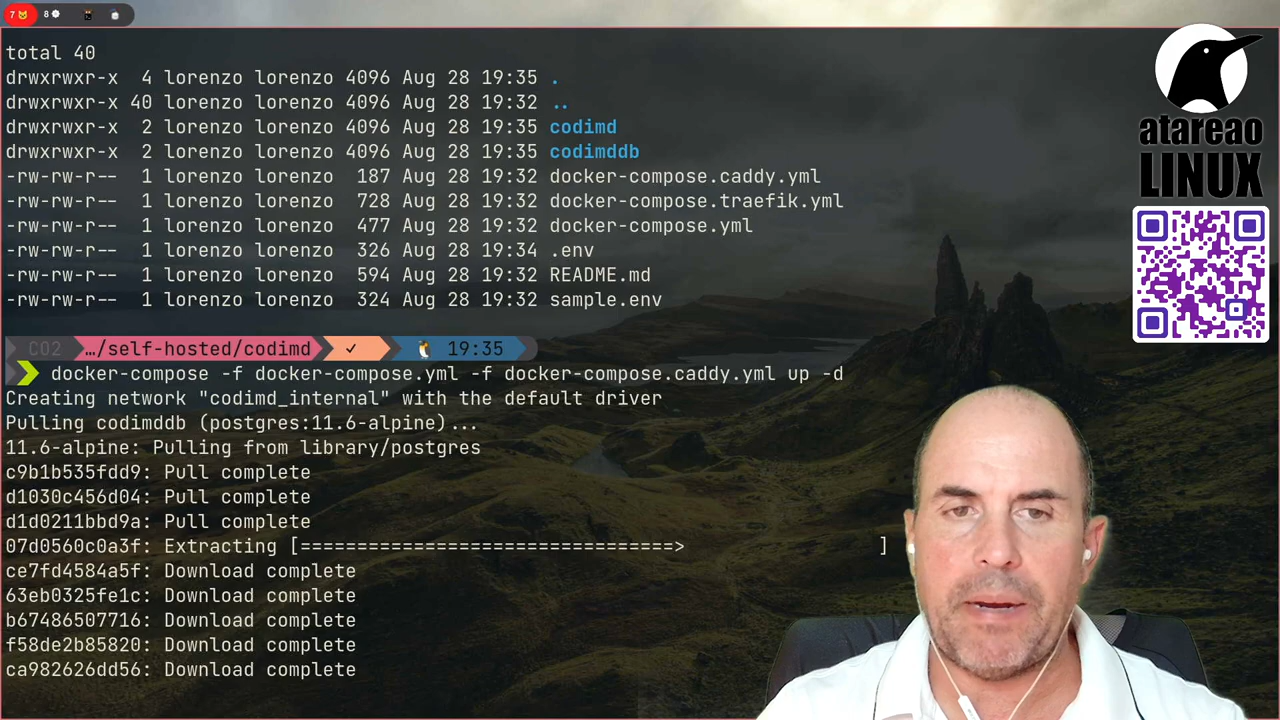 7 8
total 40
drwxrwxr-x 4 lorenzo lorenzo 4096 Aug 28 19:35 .
drwxrwxr-x 40 lorenzo lorenzo 4096 Aug 28 19:32 ..
drwxrwxr-x 2 lorenzo lorenzo 4096 Aug 28 19:35 codimd
drwxrwxr-x 2 lorenzo lorenzo 4096 Aug 28 19:35 codimddb
-rw-rw-r-- 1 lorenzo lorenzo 187 Aug 28 19:32 docker-compose.caddy.yml
-rw-rw-r-- 1 lorenzo lorenzo 728 Aug 28 19:32 docker-compose.traefik.yml
-rw-rw-r-- 1 lorenzo lorenzo 477 Aug 28 19:32 docker-compose.yml
-rw-rw-r-- 1 lorenzo lorenzo 326 Aug 28 19:34 .env
-rw-rw-r-- 1 lorenzo lorenzo 594 Aug 28 19:32 README.md
-rw-rw-r-- 1 lorenzo lorenzo 324 Aug 28 19:32 sample.env
CO2 …/self-hosted/codimd ✓ 19:35
docker-compose -f docker-compose.yml -f docker-compose.caddy.yml up -d
Creating network "codimd_internal" with the default driver
Pulling codimddb (postgres:11.6-alpine)...
11.6-alpine: Pulling from library/postgres
c9b1b535fdd9: Pull complete
d1030c456d04: Pull complete
d1d0211bbd9a: Pull complete
07d0560c0a3f: Extracting [=================================> ]
ce7fd4584a5f: Download complete
63eb0325fe1c: Download complete
b67486507716: Download complete
f58de2b85820: Download complete
ca982626dd56: Download complete
atareao
LINUX